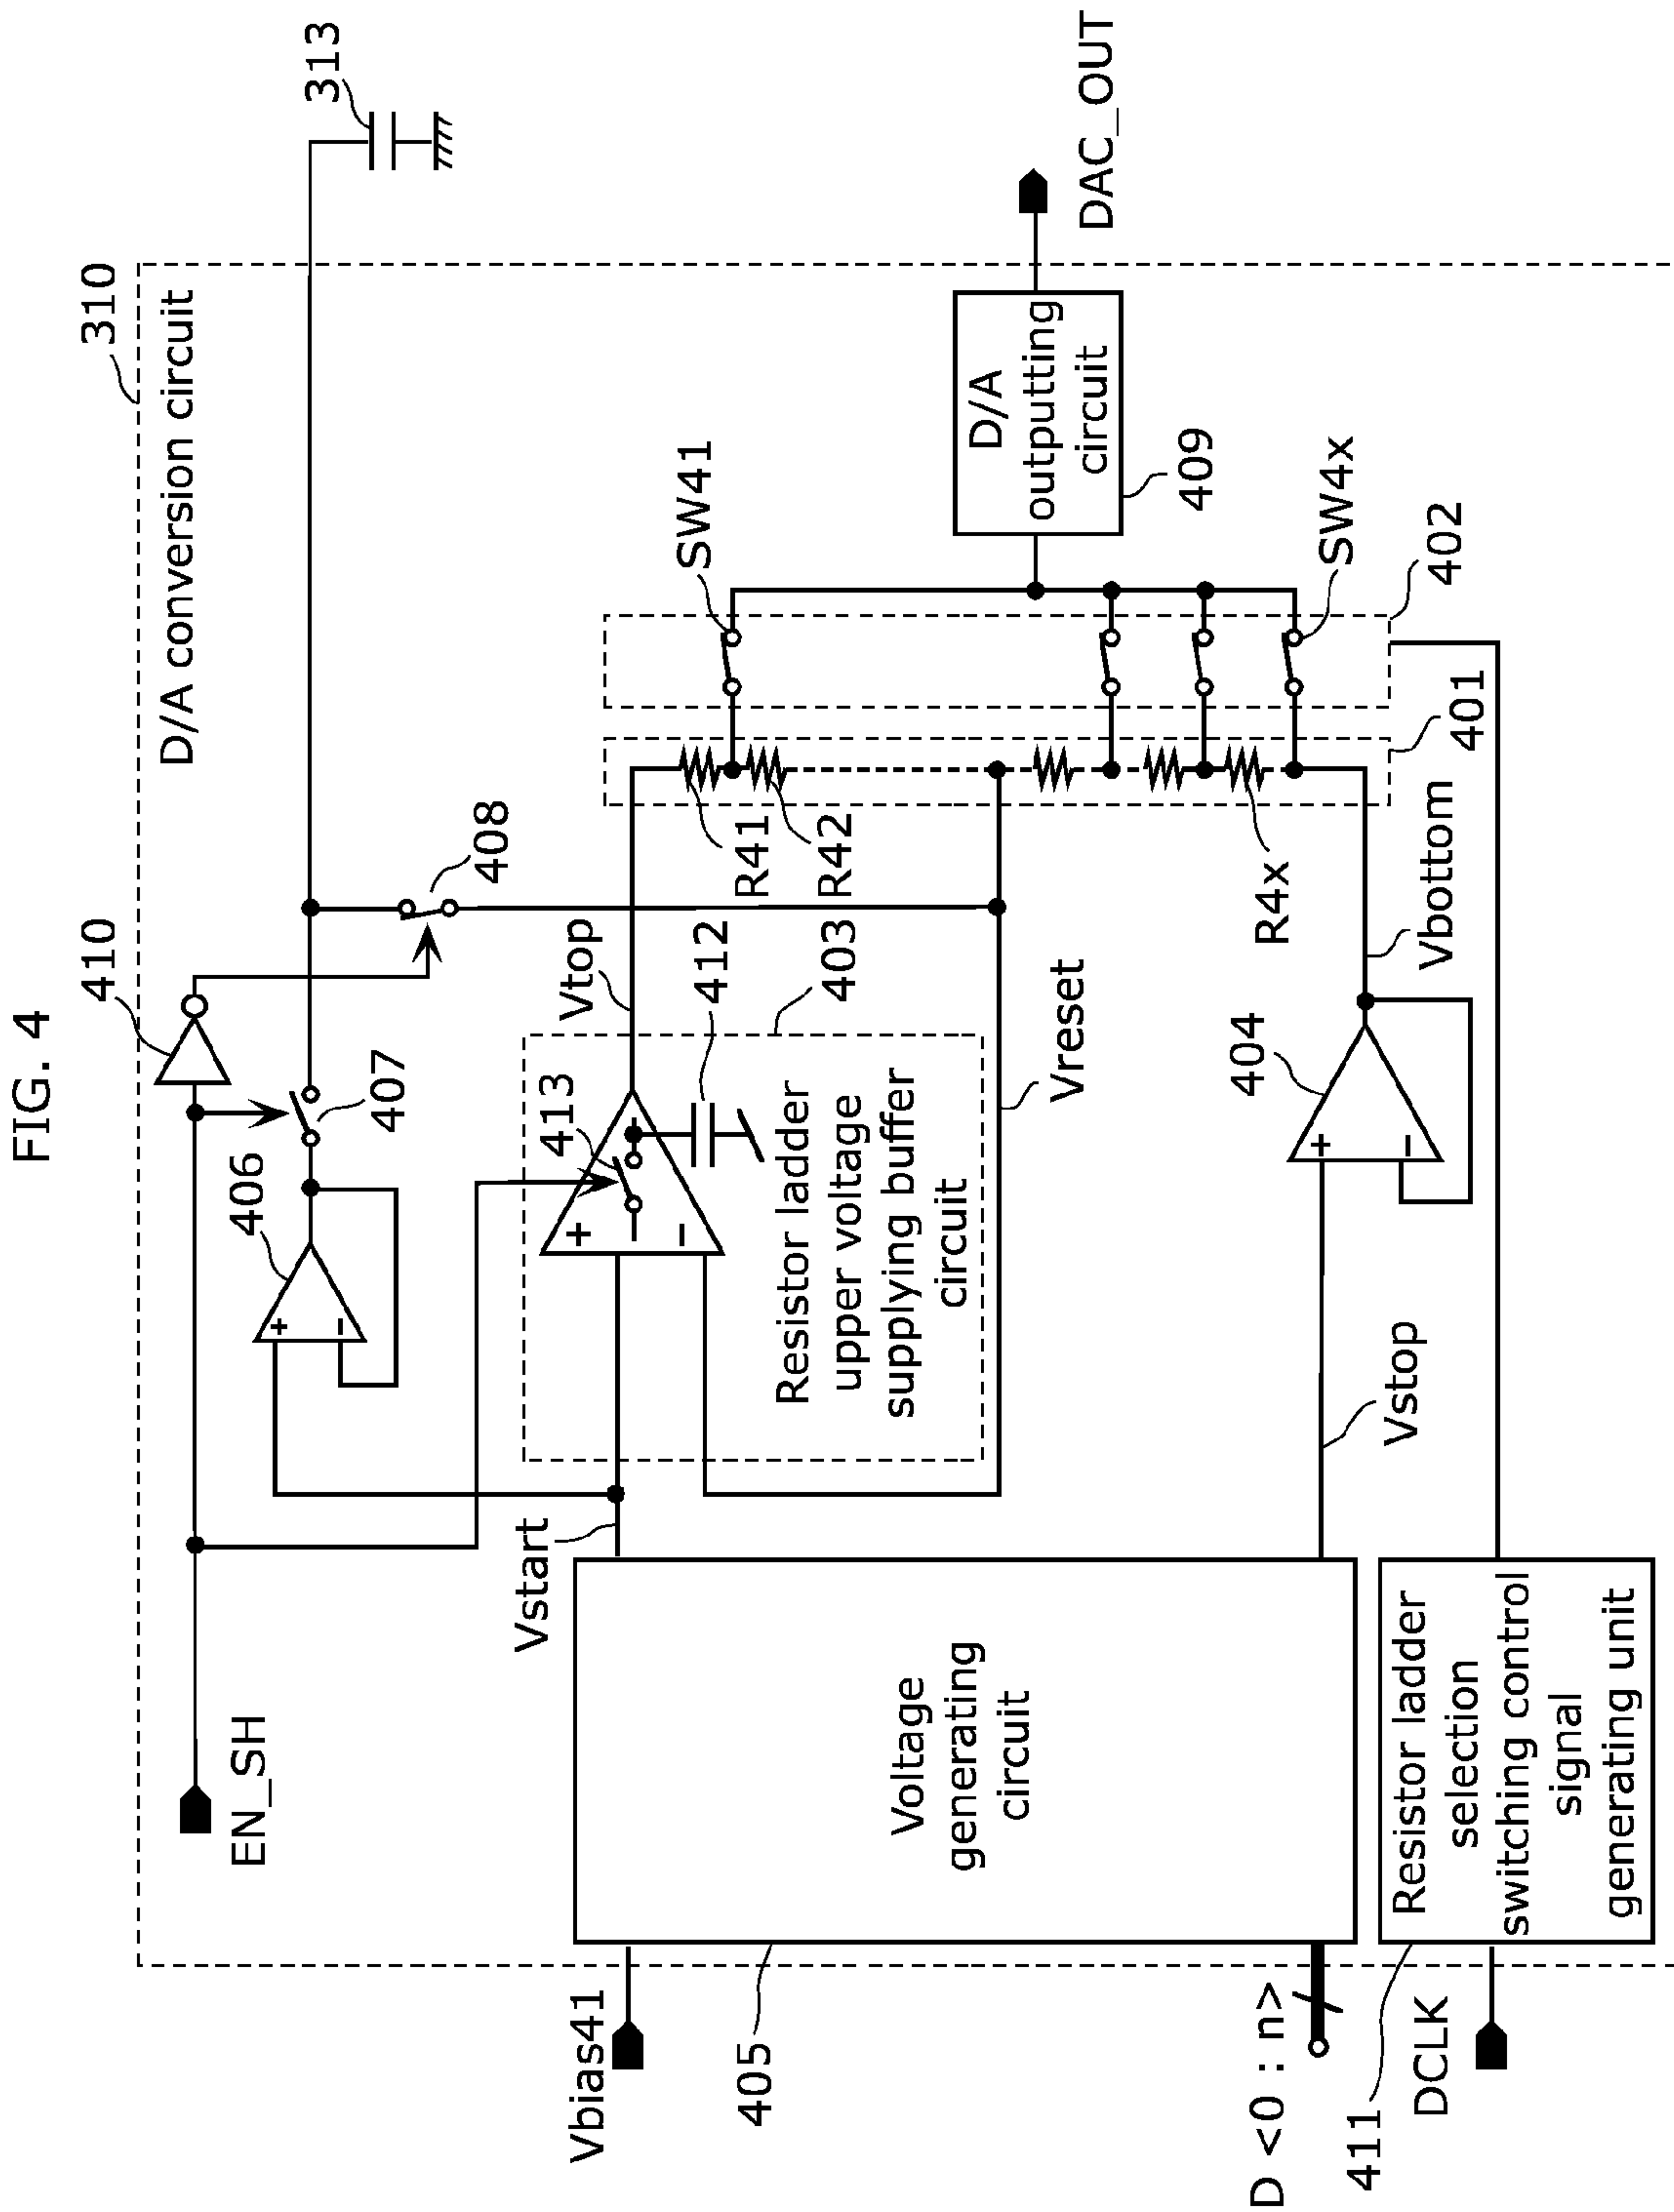 FIG. 4
310
D/A conversion circuit
313
410
EN_SH
406
407
408
Vstart
413
Vtop
412
403
Resistor ladder
upper voltage
supplying buffer
circuit
Vreset
R41
R42
R4x
SW41
SW4x
401
402
D/A
outputting
circuit
409
DAC_OUT
Vbias41
405
Voltage
generating
circuit
Vstop
404
Vbottom
D <0 : n>
411
DCLK
Resistor ladder
selection
switching control
signal
generating unit
+
−
+
−
+
−